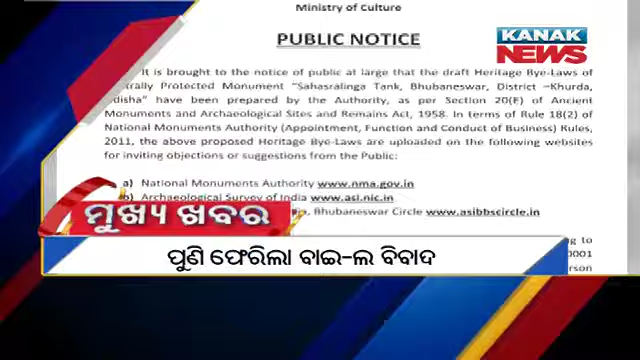 Ministry of Culture
PUBLIC NOTICE
KANAK
NEWS
It is brought to the notice of public at large that the draft Heritage Bye-Laws of
Protected Monument "Sahasralinga Tank, Bhubaneswar, District –Khurda,
have been prepared by the Authority, as per Section 20(E) of Ancient
Monuments and Archaeological Sites and Remains Act, 1958. In terms of Rule 18(2) of
National Monuments Authority (Appointment, Function and Conduct of Business) Rules,
2011, the above proposed Heritage Bye-Laws are uploaded on the following websites
for inviting objections or suggestions from the Public:
a) National Monuments Authority www.nma.gov.in
Archaeological Survey of India www.asi.nic.in
Bhubaneswar Circle www.asibbscircle.in
ମୁଖ୍ୟ ଖବର
ପୁଣି ଫେରିଲା ବାଇ-ଲ ବିବାଦ
to
0001